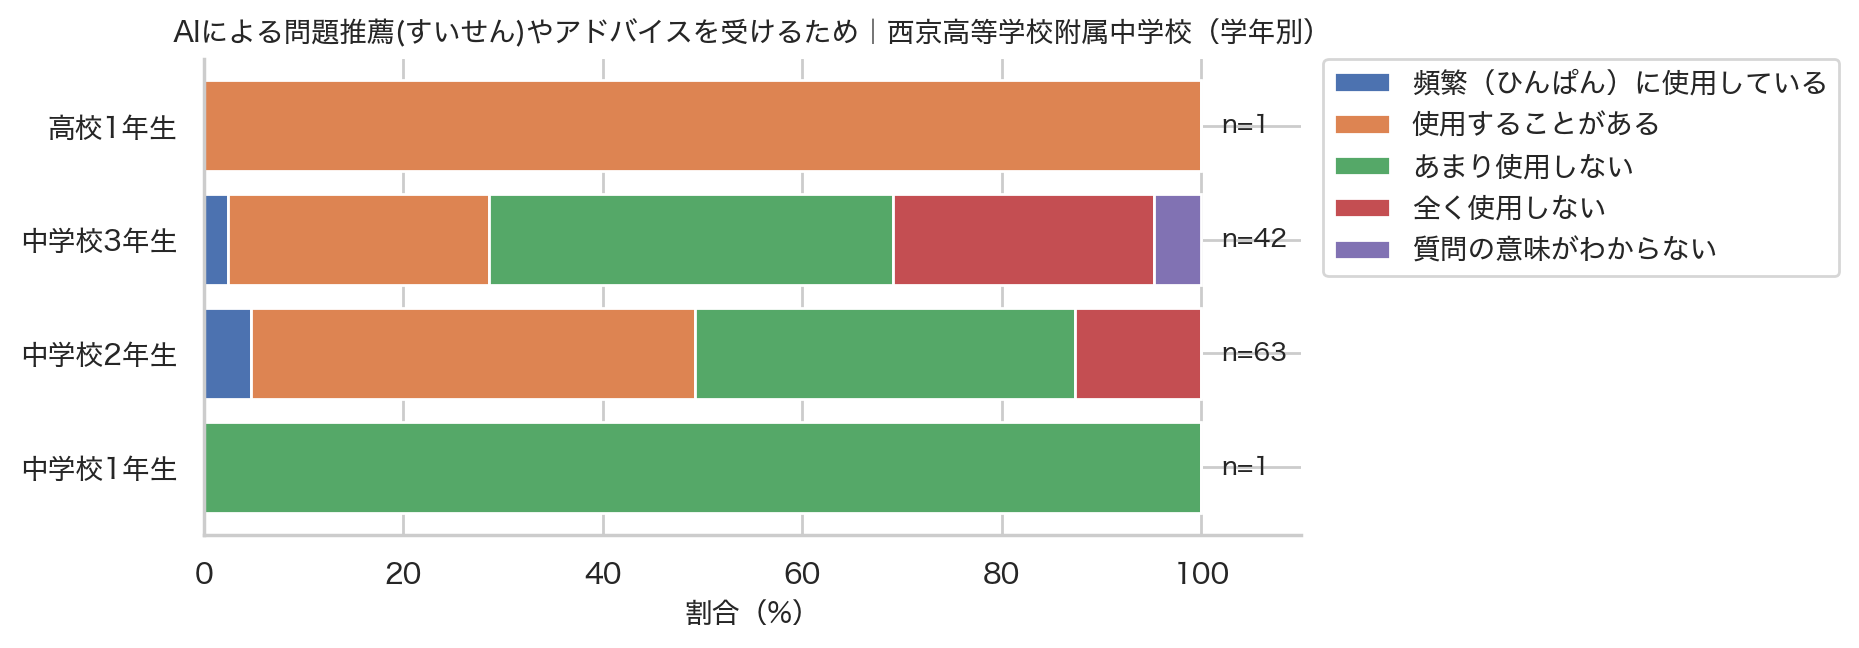 AIによる問題推薦(すいせん)やアドバイスを受けるため｜西京高等学校附属中学校（学年別）
頻繁（ひんぱん）に使用している
使用することがある
あまり使用しない
全く使用しない
質問の意味がわからない
高校1年生
n=1
中学校3年生
n=42
中学校2年生
n=63
中学校1年生
n=1
0 20 40 60 80 100
割合（%）